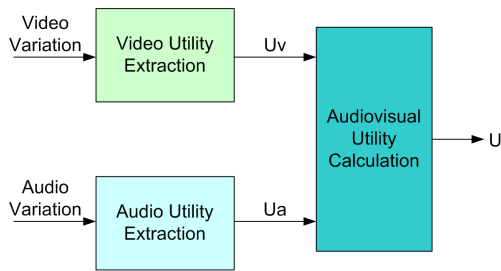 Video
Variation
Video Utility
Extraction
Uv
Audiovisual
Utility
Calculation
U
Audio
Variation
Audio Utility
Extraction
Ua